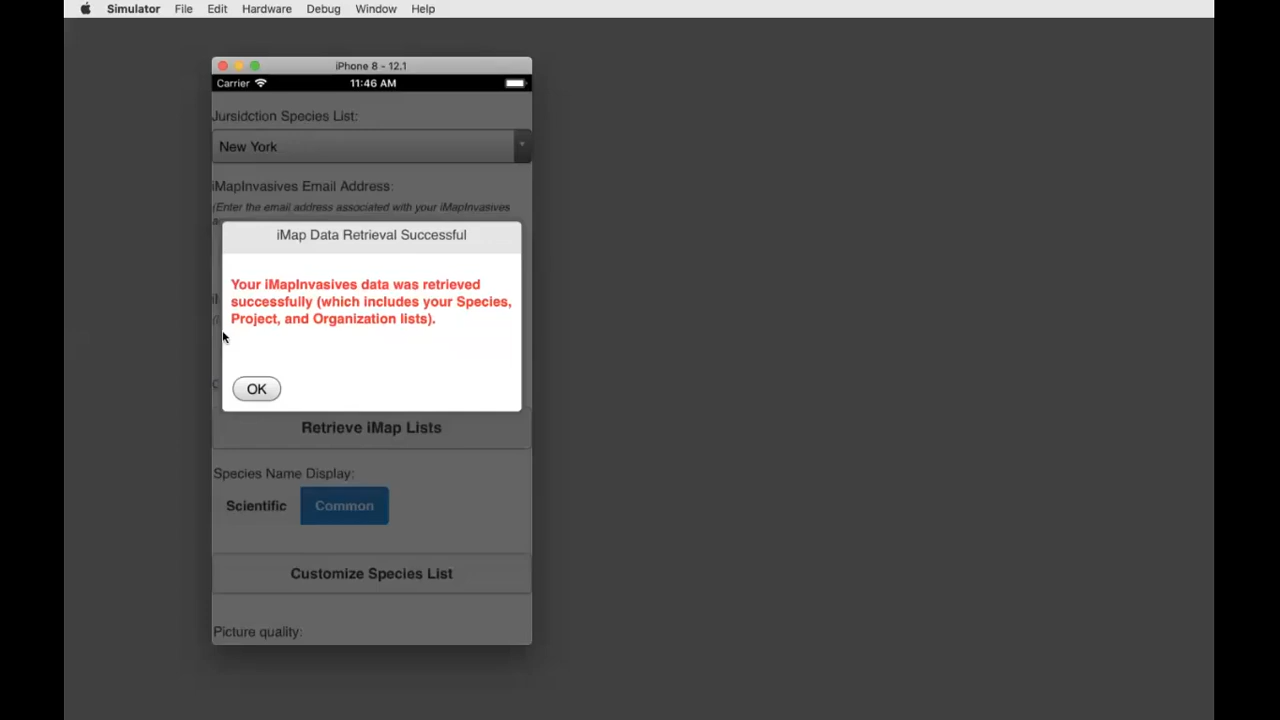 Simulator File Edit Hardware Debug Window Help
iPhone 8 - 12.1
Carrier 11:46 AM
Jursidction Species List:
New York
iMapInvasives Email Address:
(Enter the email address associated with your iMapInvasives
iMap Data Retrieval Successful
Your iMapInvasives data was retrieved
successfully (which includes your Species,
Project, and Organization lists).
OK
Retrieve iMap Lists
Species Name Display:
Scientific Common
Customize Species List
Picture quality: